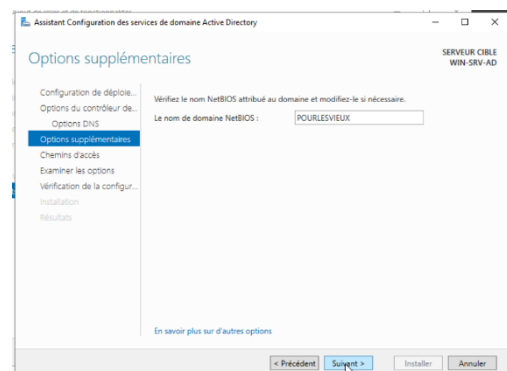 Assistant Configuration des services de domaine Active Directory
Options supplémentaires
SERVEUR CIBLE
WIN-SRV-AD
Configuration de déploie...
Options du contrôleur de...
Options DNS
Options supplémentaires
Chemins d'accès
Examiner les options
Vérification de la configur...
Installation
Résultats
Vérifiez le nom NetBIOS attribué au domaine et modifiez-le si nécessaire.
Le nom de domaine NetBIOS : POURLESVIEUX
En savoir plus sur d'autres options
< Précédent Suivant > Installer Annuler